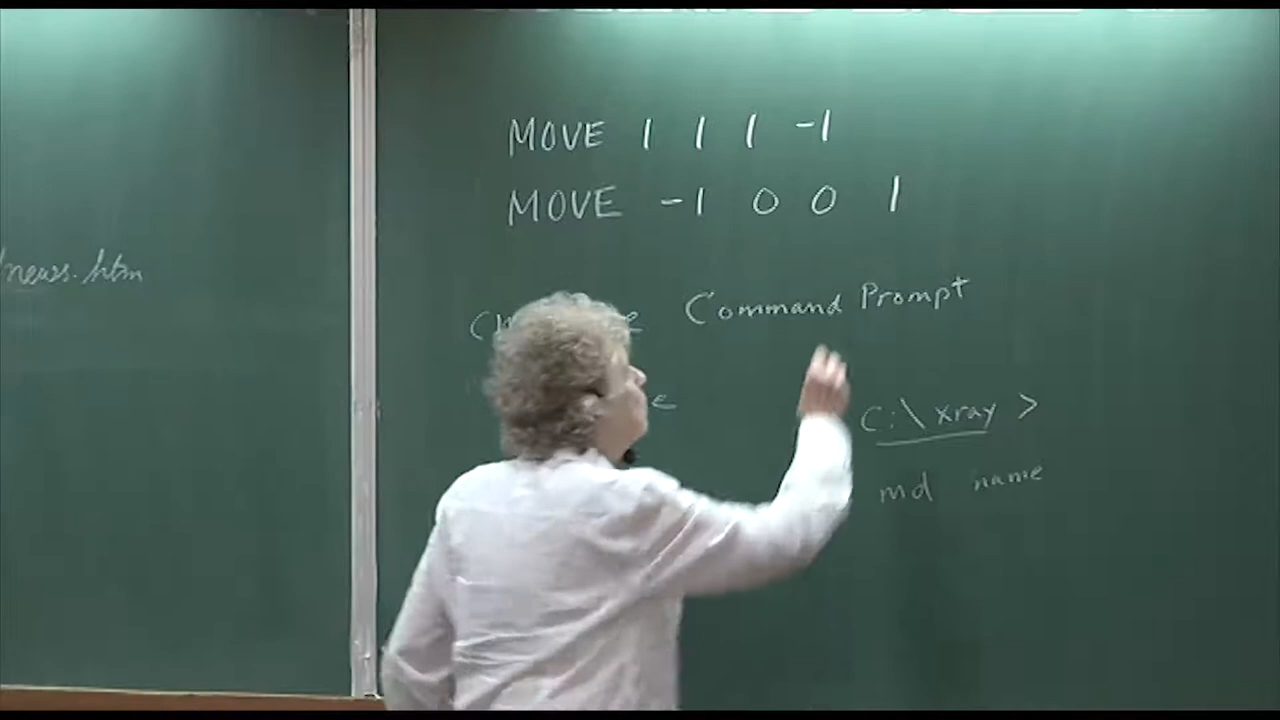 news.htm
MOVE 1 1 1 -1
MOVE -1 0 0 1
Command Prompt
C:\xray >
md name